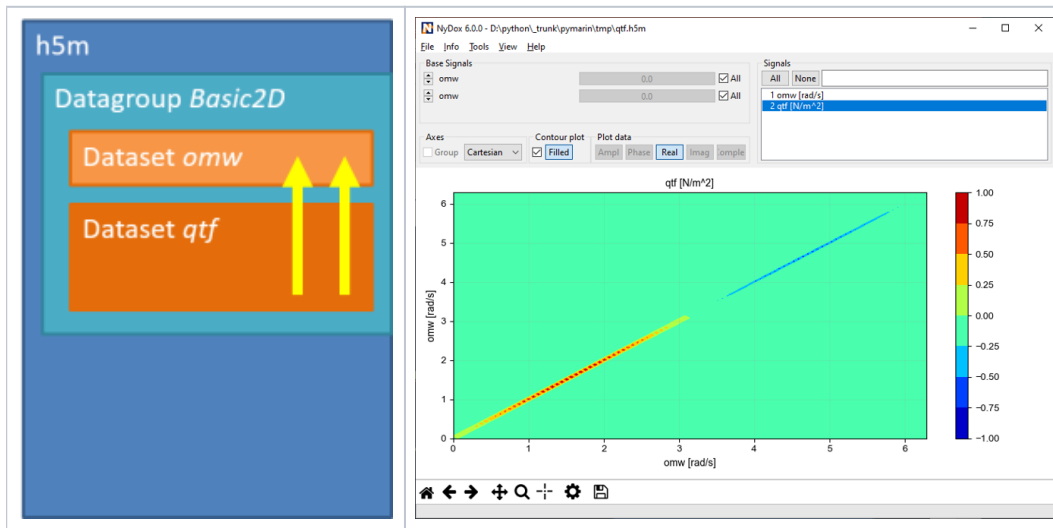 h5m
Datagroup Basic2D
Dataset omw
Dataset qtf
NyDox 6.0.0 - D:\python\_trunk\pymarin\tmp\qtf.h5m
File Info Tools View Help
Base Signals
omw 0.0 All
omw 0.0 All
Signals
All None
1 omw [rad/s]
2 qtf [N/m^2]
Axes
Group Cartesian
Contour plot
Filled
Plot data
Ampl Phase Real Imag omple
qtf [N/m^2]
6
5
4
3
2
1
0
omw [rad/s]
0 1 2 3 4 5 6
omw [rad/s]
1.00
0.75
0.50
0.25
0.00
−0.25
−0.50
−0.75
−1.00